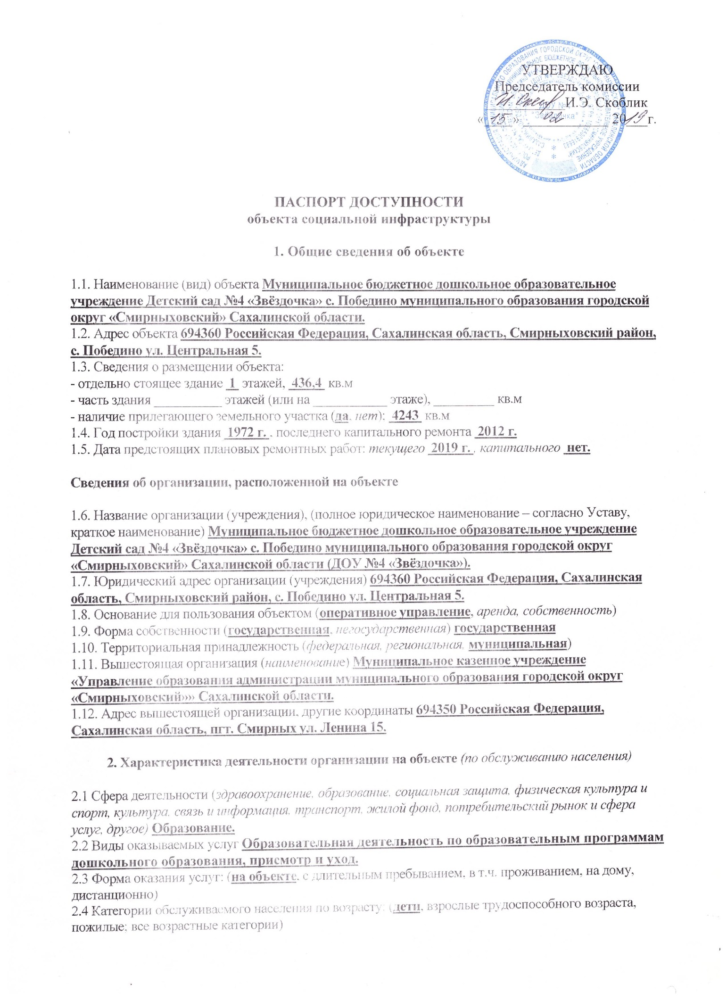 УТВЕРЖДАЮ
Председатель комиссии
И.Э. Скоблик
« 15 » 02 2019 г.
ПАСПОРТ ДОСТУПНОСТИ
объекта социальной инфраструктуры
1. Общие сведения об объекте
1.1. Наименование (вид) объекта Муниципальное бюджетное дошкольное образовательное
учреждение Детский сад №4 «Звёздочка» с. Победино муниципального образования городской
округ «Смирныховский» Сахалинской области.
1.2. Адрес объекта 694360 Российская Федерация, Сахалинская область, Смирныховский район,
с. Победино ул. Центральная 5.
1.3. Сведения о размещении объекта:
- отдельно стоящее здание 1 этажей, 436,4 кв.м
- часть здания __________ этажей (или на ___________ этаже), _________ кв.м
- наличие прилегающего земельного участка (да, нет): 4243 кв.м
1.4. Год постройки здания 1972 г. , последнего капитального ремонта 2012 г.
1.5. Дата предстоящих плановых ремонтных работ: текущего 2019 г. , капитального нет.
Сведения об организации, расположенной на объекте
1.6. Название организации (учреждения), (полное юридическое наименование – согласно Уставу,
краткое наименование) Муниципальное бюджетное дошкольное образовательное учреждение
Детский сад №4 «Звёздочка» с. Победино муниципального образования городской округ
«Смирныховский» Сахалинской области (ДОУ №4 «Звёздочка»).
1.7. Юридический адрес организации (учреждения) 694360 Российская Федерация, Сахалинская
область, Смирныховский район, с. Победино ул. Центральная 5.
1.8. Основание для пользования объектом (оперативное управление, аренда, собственность)
1.9. Форма собственности (государственная, негосударственная) государственная
1.10. Территориальная принадлежность (федеральная, региональная, муниципальная)
1.11. Вышестоящая организация (наименование) Муниципальное казенное учреждение
«Управление образования администрации муниципального образования городской округ
«Смирныховский»» Сахалинской области.
1.12. Адрес вышестоящей организации, другие координаты 694350 Российская Федерация,
Сахалинская область, пгт. Смирных ул. Ленина 15.
2. Характеристика деятельности организации на объекте (по обслуживанию населения)
2.1 Сфера деятельности (здравоохранение, образование, социальная защита, физическая культура и
спорт, культура, связь и информация, транспорт, жилой фонд, потребительский рынок и сфера
услуг, другое) Образование.
2.2 Виды оказываемых услуг Образовательная деятельность по образовательным программам
дошкольного образования, присмотр и уход.
2.3 Форма оказания услуг: (на объекте, с длительным пребыванием, в т.ч. проживанием, на дому,
дистанционно)
2.4 Категории обслуживаемого населения по возрасту: (дети, взрослые трудоспособного возраста,
пожилые; все возрастные категории)